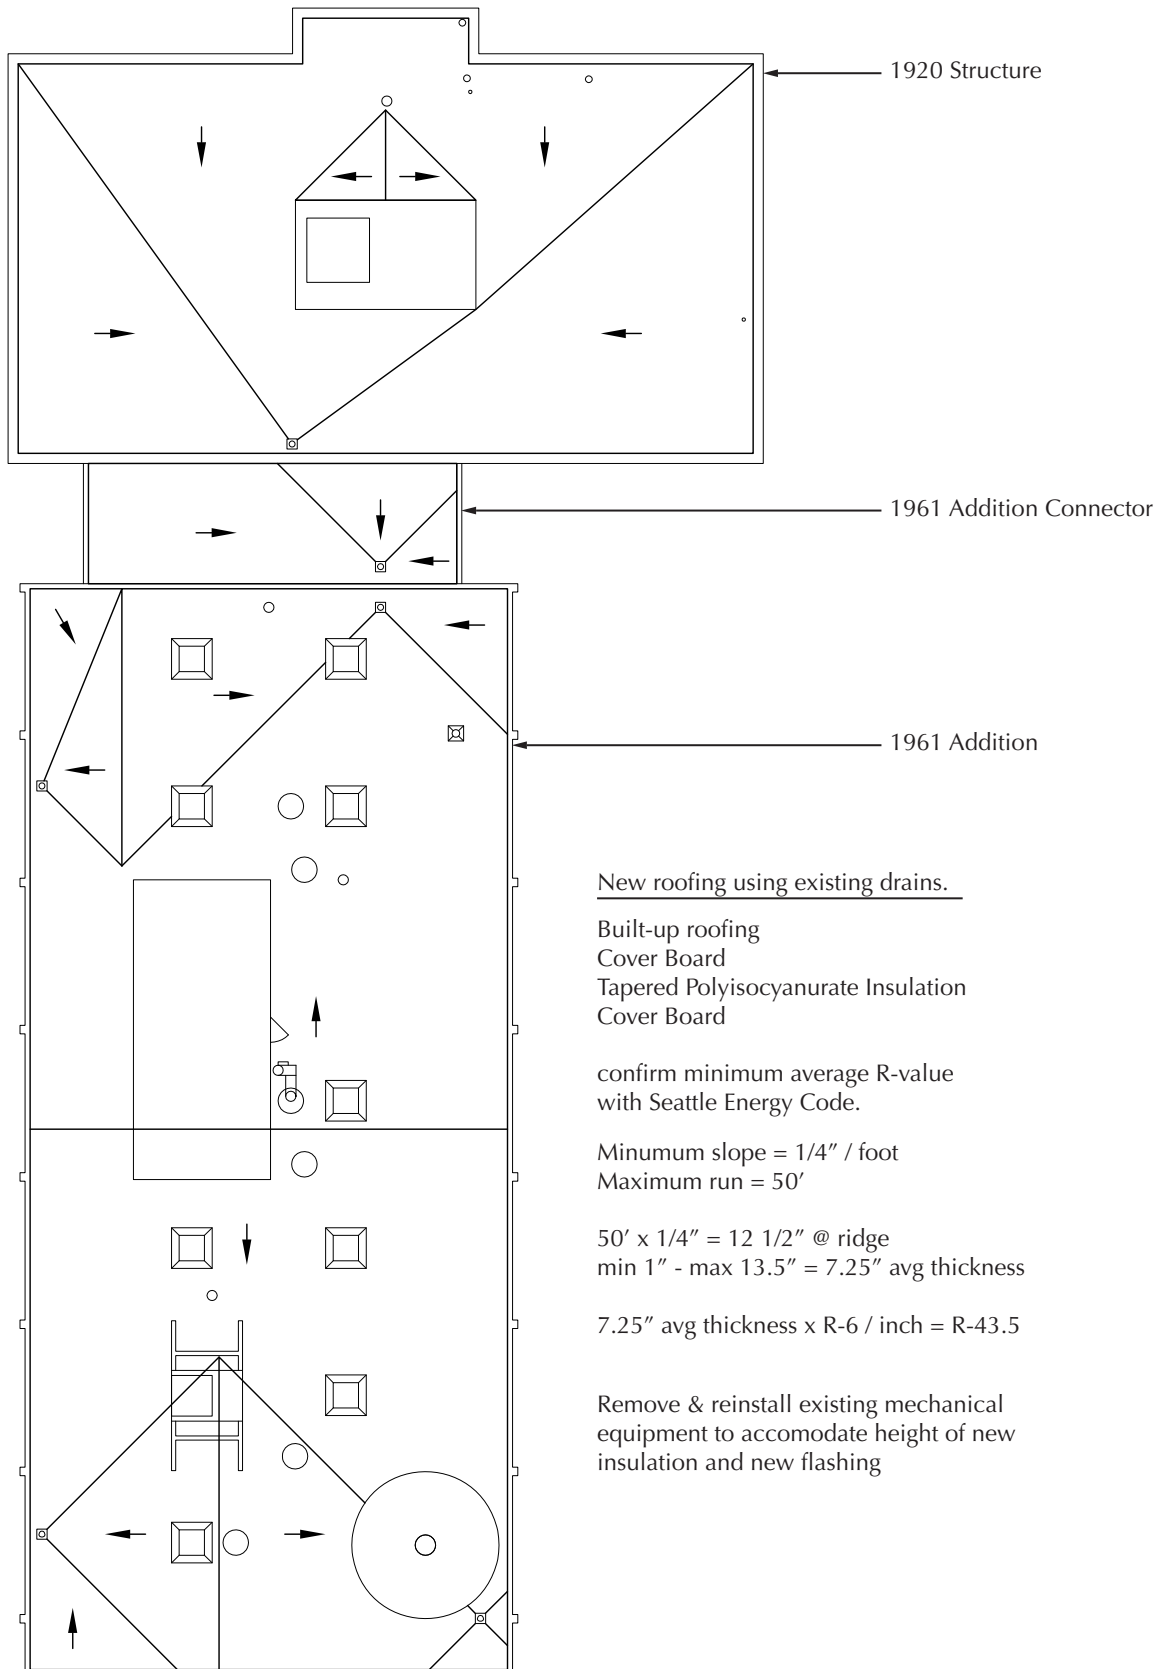 1920 Structure
1961 Addition Connector
1961 Addition
New roofing using existing drains.
Built-up roofing
Cover Board
Tapered Polyisocyanurate Insulation
Cover Board
confirm minimum average R-value
with Seattle Energy Code.
Minumum slope = 1/4" / foot
Maximum run = 50'
50' x 1/4" = 12 1/2" @ ridge
min 1" - max 13.5" = 7.25" avg thickness
7.25" avg thickness x R-6 / inch = R-43.5
Remove & reinstall existing mechanical
equipment to accomodate height of new
insulation and new flashing